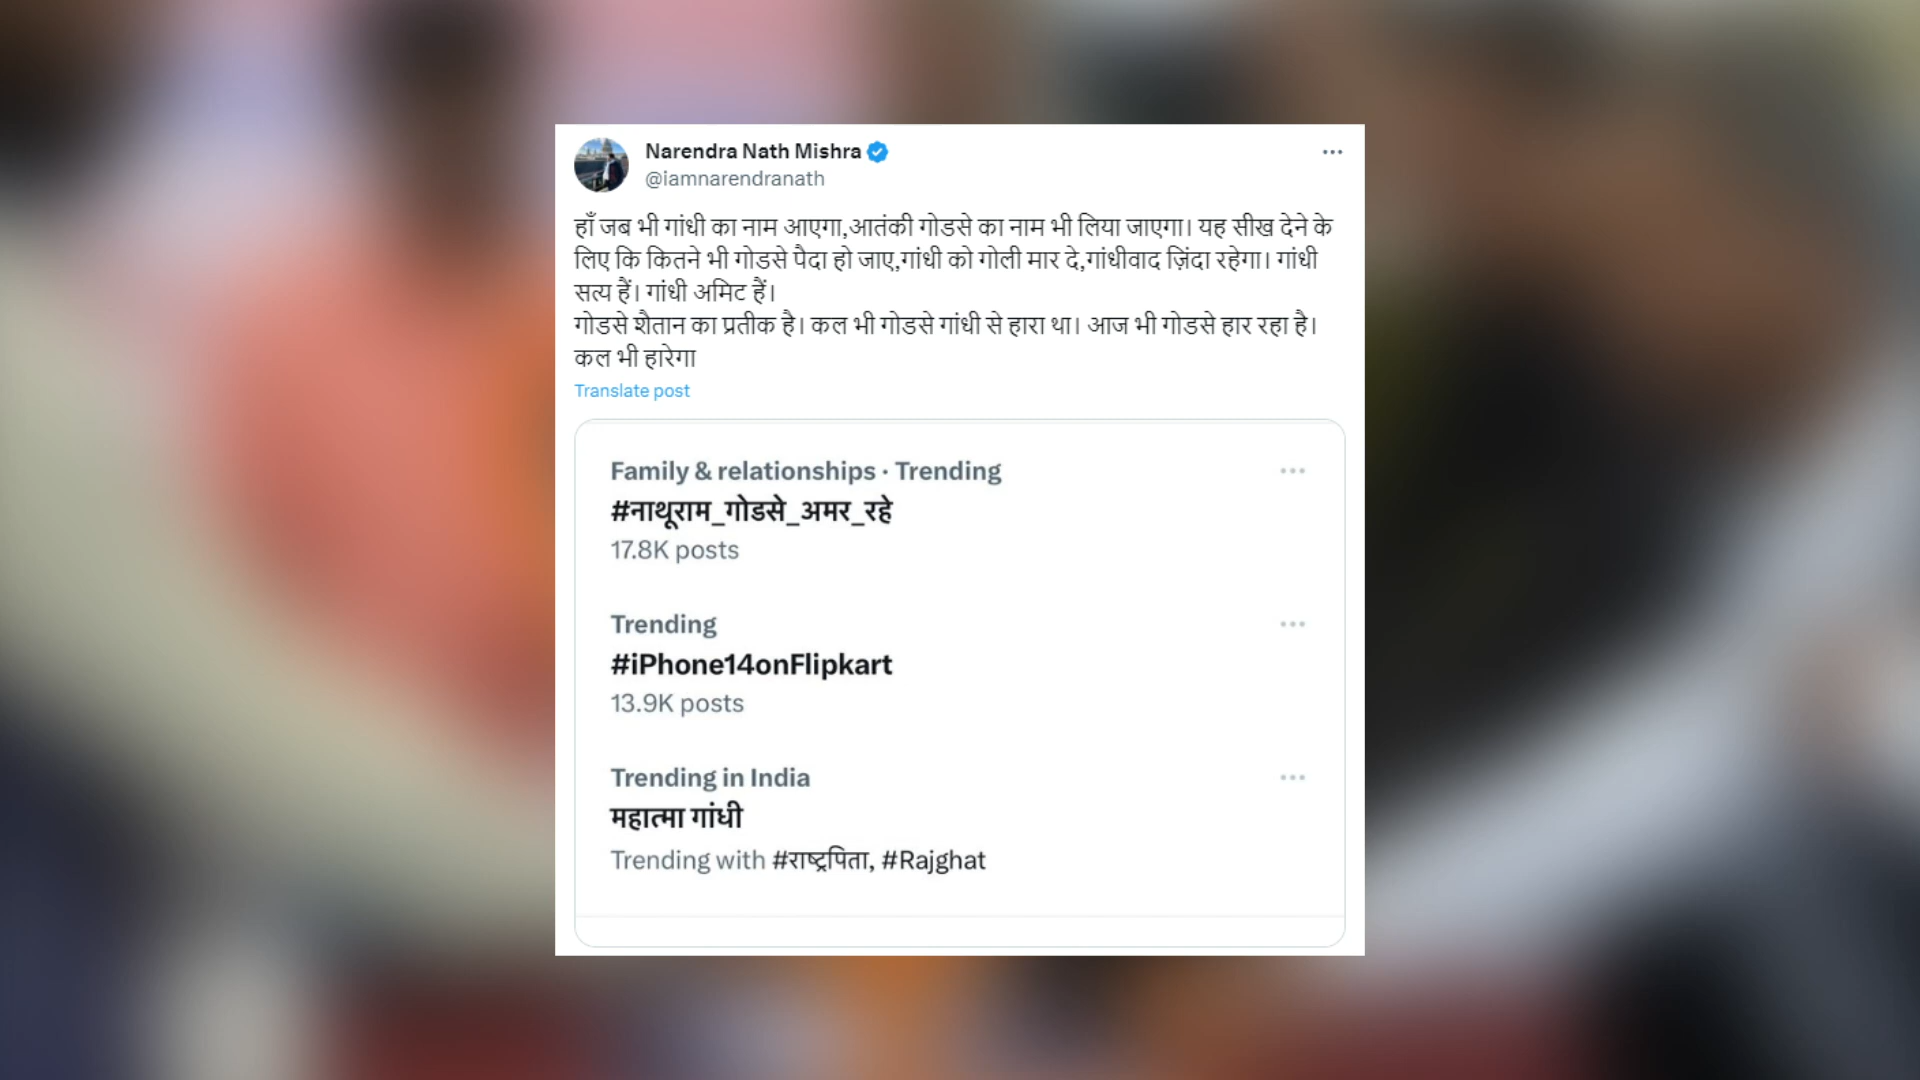 Narendra Nath Mishra
@iamnarendranath
हाँ जब भी गांधी का नाम आएगा,आतंकी गोडसे का नाम भी लिया जाएगा। यह सीख देने के
लिए कि कितने भी गोडसे पैदा हो जाए,गांधी को गोली मार दे,गांधीवाद ज़िंदा रहेगा। गांधी
सत्य हैं। गांधी अमिट हैं।
गोडसे शैतान का प्रतीक है। कल भी गोडसे गांधी से हारा था। आज भी गोडसे हार रहा है।
कल भी हारेगा
Translate post
Family & relationships · Trending
#नाथूराम_गोडसे_अमर_रहे
17.8K posts
Trending
#iPhone14onFlipkart
13.9K posts
Trending in India
महात्मा गांधी
Trending with #राष्ट्रपिता, #Rajghat